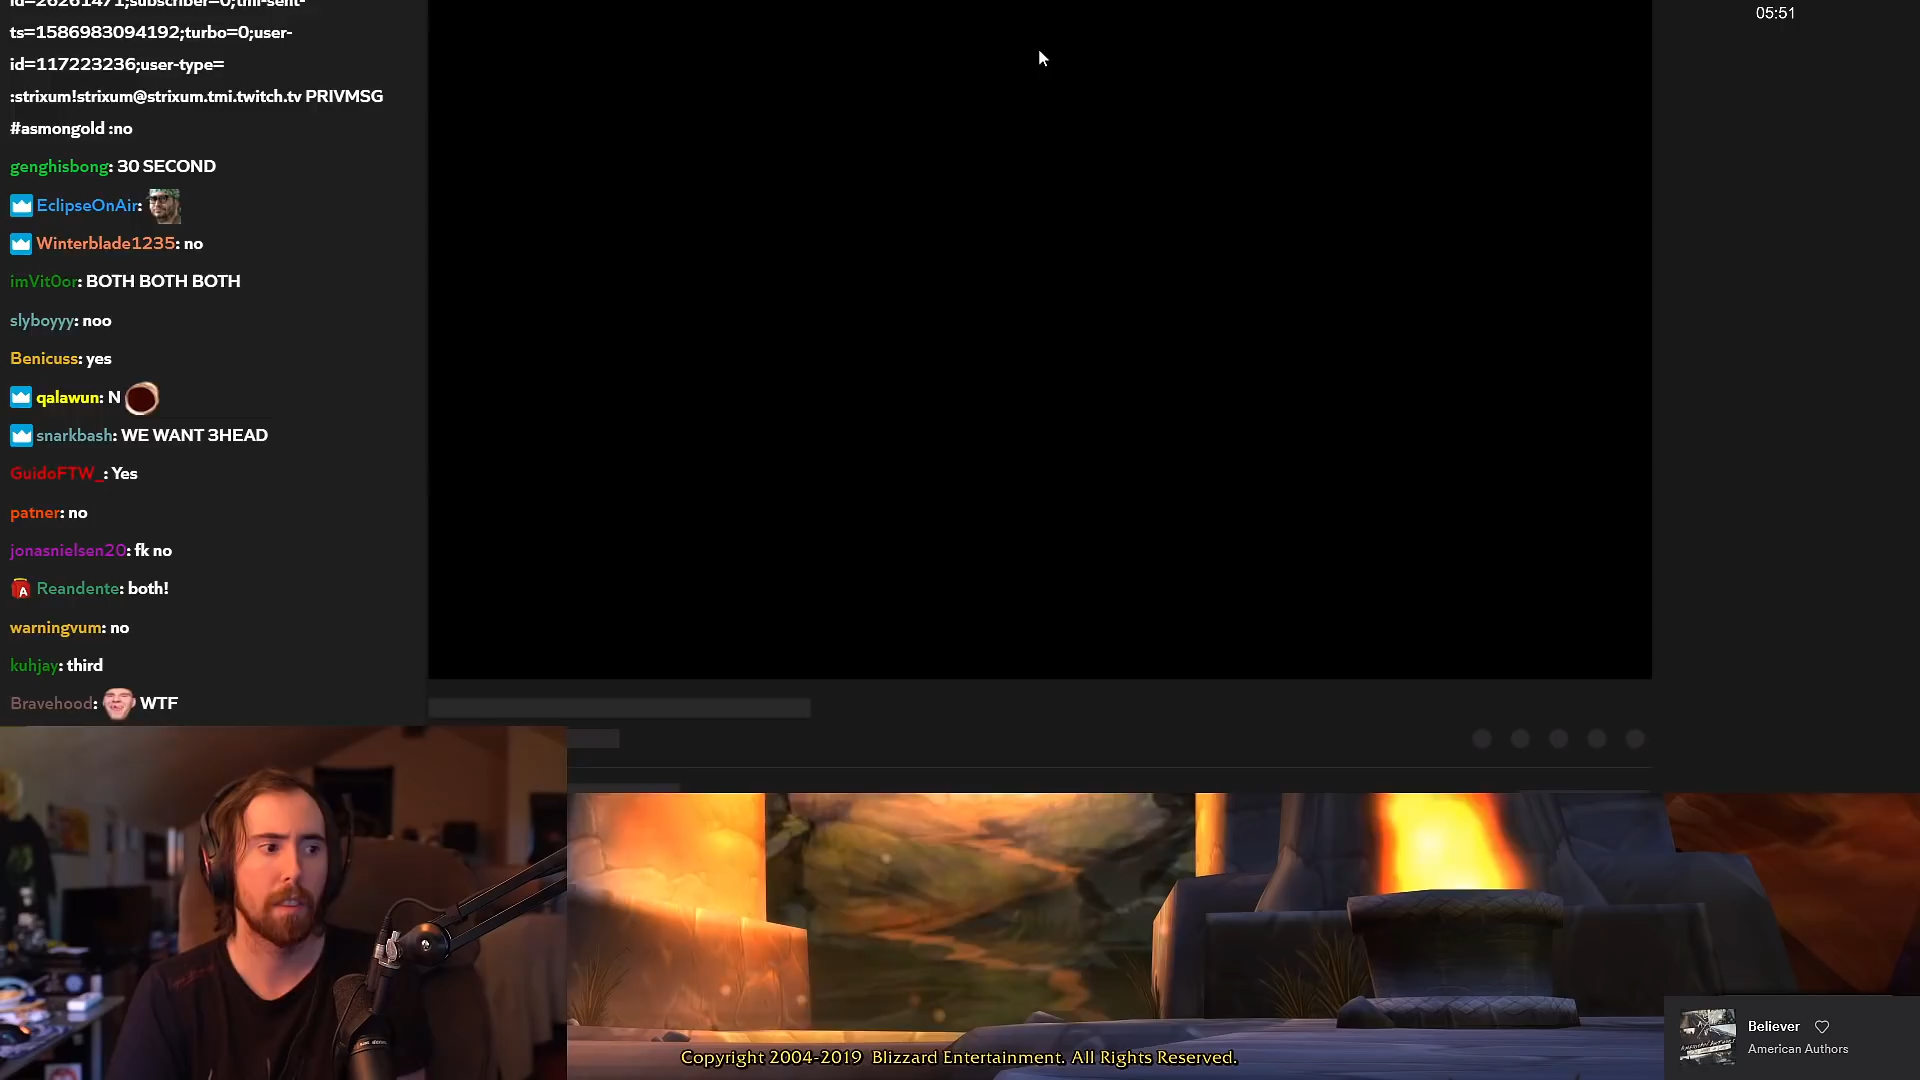 id=26261471;subscriber=0;tmi-sent-
ts=1586983094192;turbo=0;user-
id=117223236;user-type=
:strixum!strixum@strixum.tmi.twitch.tv PRIVMSG
#asmongold :no
genghisbong: 30 SECOND
EclipseOnAir:
Winterblade1235: no
imVit0or: BOTH BOTH BOTH
slyboyyy: noo
Benicuss: yes
qalawun: N
snarkbash: WE WANT 3HEAD
GuidoFTW_: Yes
patner: no
jonasnielsen20: fk no
A Reandente: both!
warningvum: no
kuhjay: third
Bravehood: WTF
05:51
Copyright 2004-2019 Blizzard Entertainment. All Rights Reserved.
Believer
American Authors